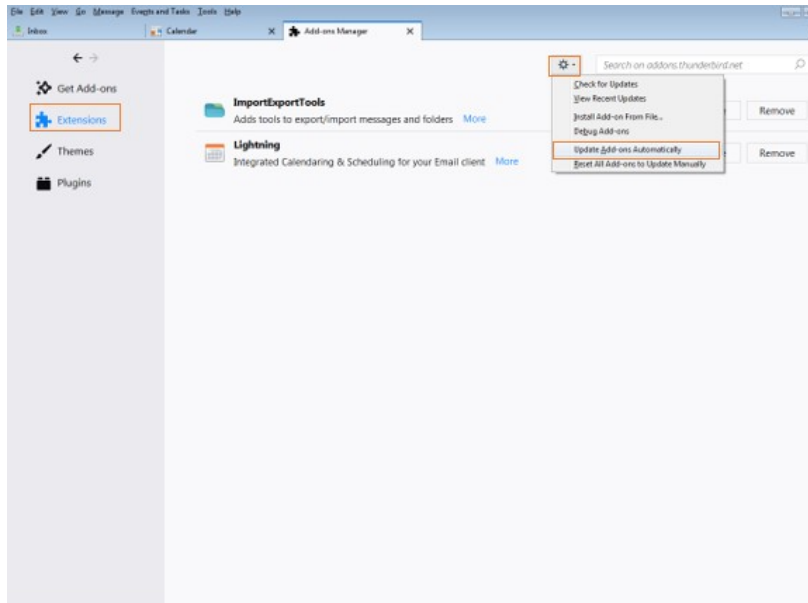 File Edit View Go Message Events and Tasks Tools Help
Inbox Calendar Add-ons Manager
Search on addons.thunderbird.net
Get Add-ons
Extensions
Themes
Plugins
ImportExportTools
Adds tools to export/import messages and folders More
Remove
Lightning
Integrated Calendaring & Scheduling for your Email client More
Remove
Check for Updates
View Recent Updates
Install Add-on From File...
Debug Add-ons
Update Add-ons Automatically
Reset All Add-ons to Update Manually